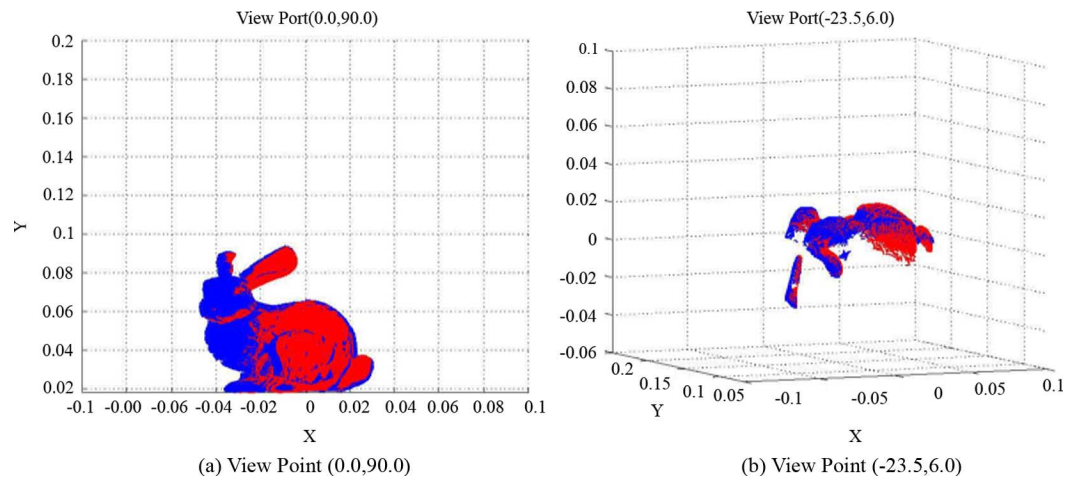 View Port(0.0,90.0)
0.2
0.18
0.16
0.14
0.12
0.1
0.08
0.06
0.04
0.02
Y
-0.1 -0.00 -0.04 -0.04 -0.02 0 0.02 0.04 0.06 0.08 0.1
X
(a) View Point (0.0,90.0)
View Port(-23.5,6.0)
0.1
0.08
0.06
0.04
0.02
0
-0.02
-0.04
-0.06
0.2 0.15 0.1 0.05
Y
-0.1 -0.05 0 0.05 0.1
X
(b) View Point (-23.5,6.0)